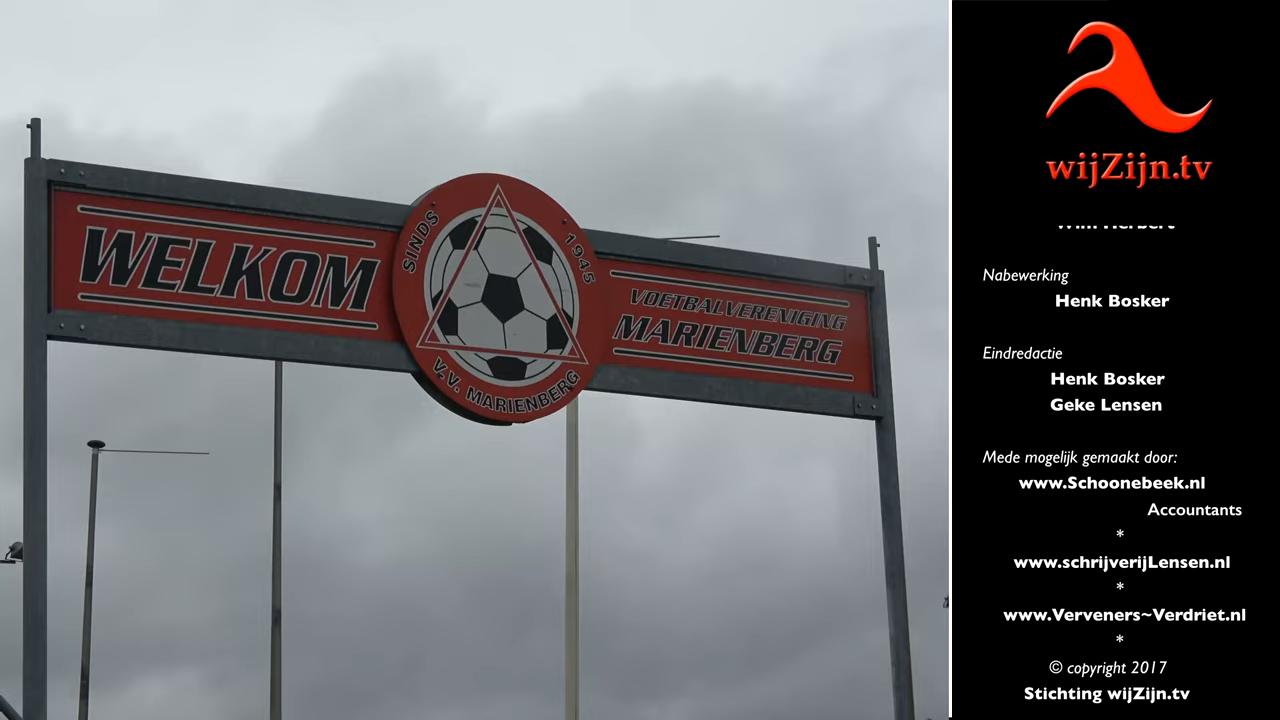 WELKOM
SINDS 1945
V.V. MARIENBERG
VOETBALVERENIGING
MARIENBERG
wijZijn.tv
Nabewerking
Henk Bosker
Eindredactie
Henk Bosker
Geke Lensen
Mede mogelijk gemaakt door:
www.Schoonebeek.nl
Accountants
*
www.schrijverijLensen.nl
*
www.Verveners~Verdriet.nl
*
© copyright 2017
Stichting wijZijn.tv